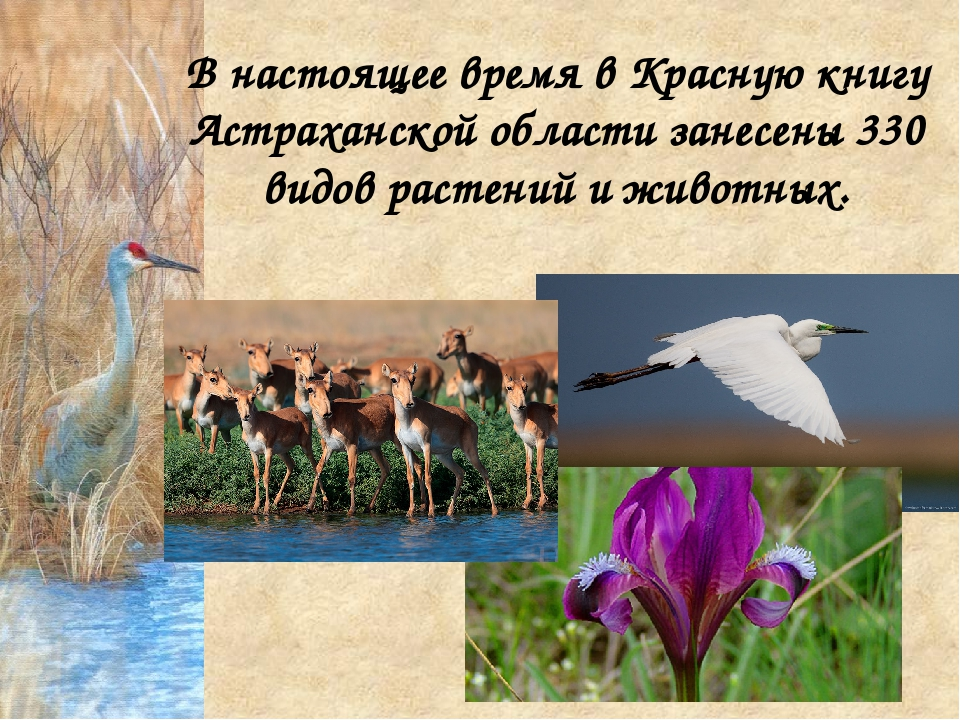 В настоящее время в Красную книгу
Астраханской области занесены 330
видов растений и животных.